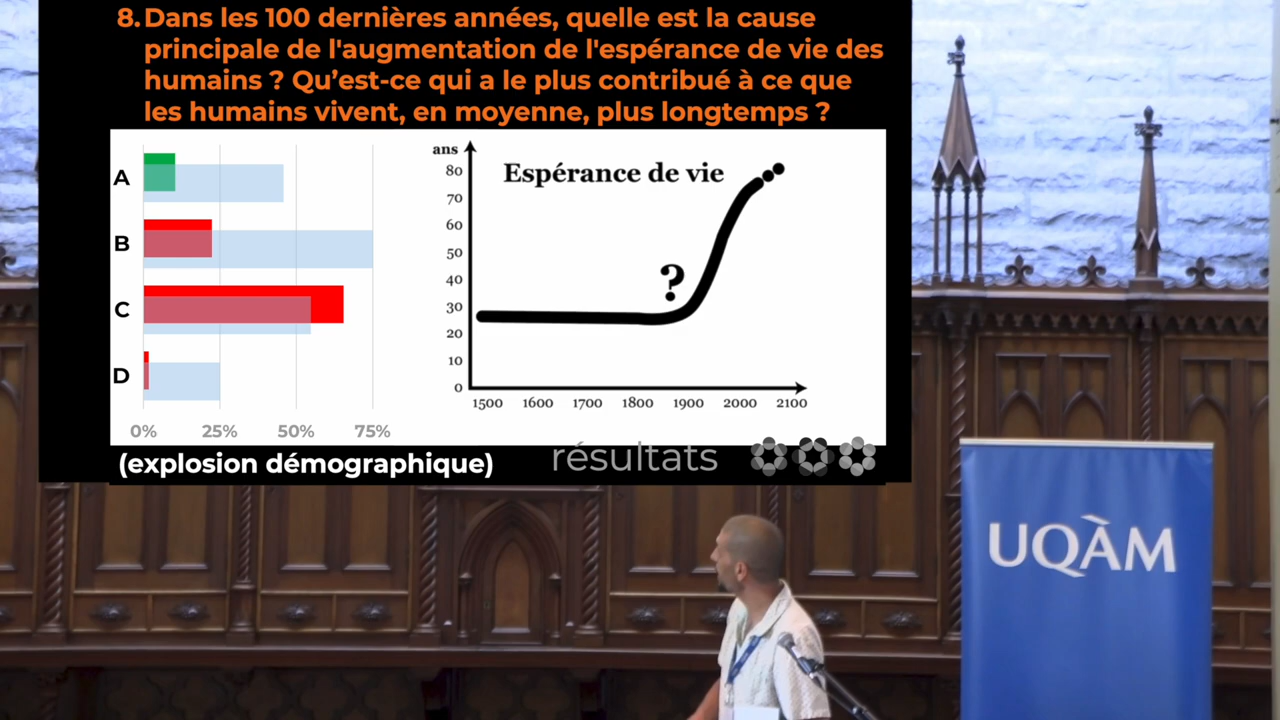 8. Dans les 100 dernières années, quelle est la cause
principale de l'augmentation de l'espérance de vie des
humains ? Qu’est-ce qui a le plus contribué à ce que
les humains vivent, en moyenne, plus longtemps ?
A
B
C
D
0% 25% 50% 75%
ans
Espérance de vie
80
70
60
50
40
30
20
10
0
?
1500 1600 1700 1800 1900 2000 2100
(explosion démographique)
résultats
UQÀM